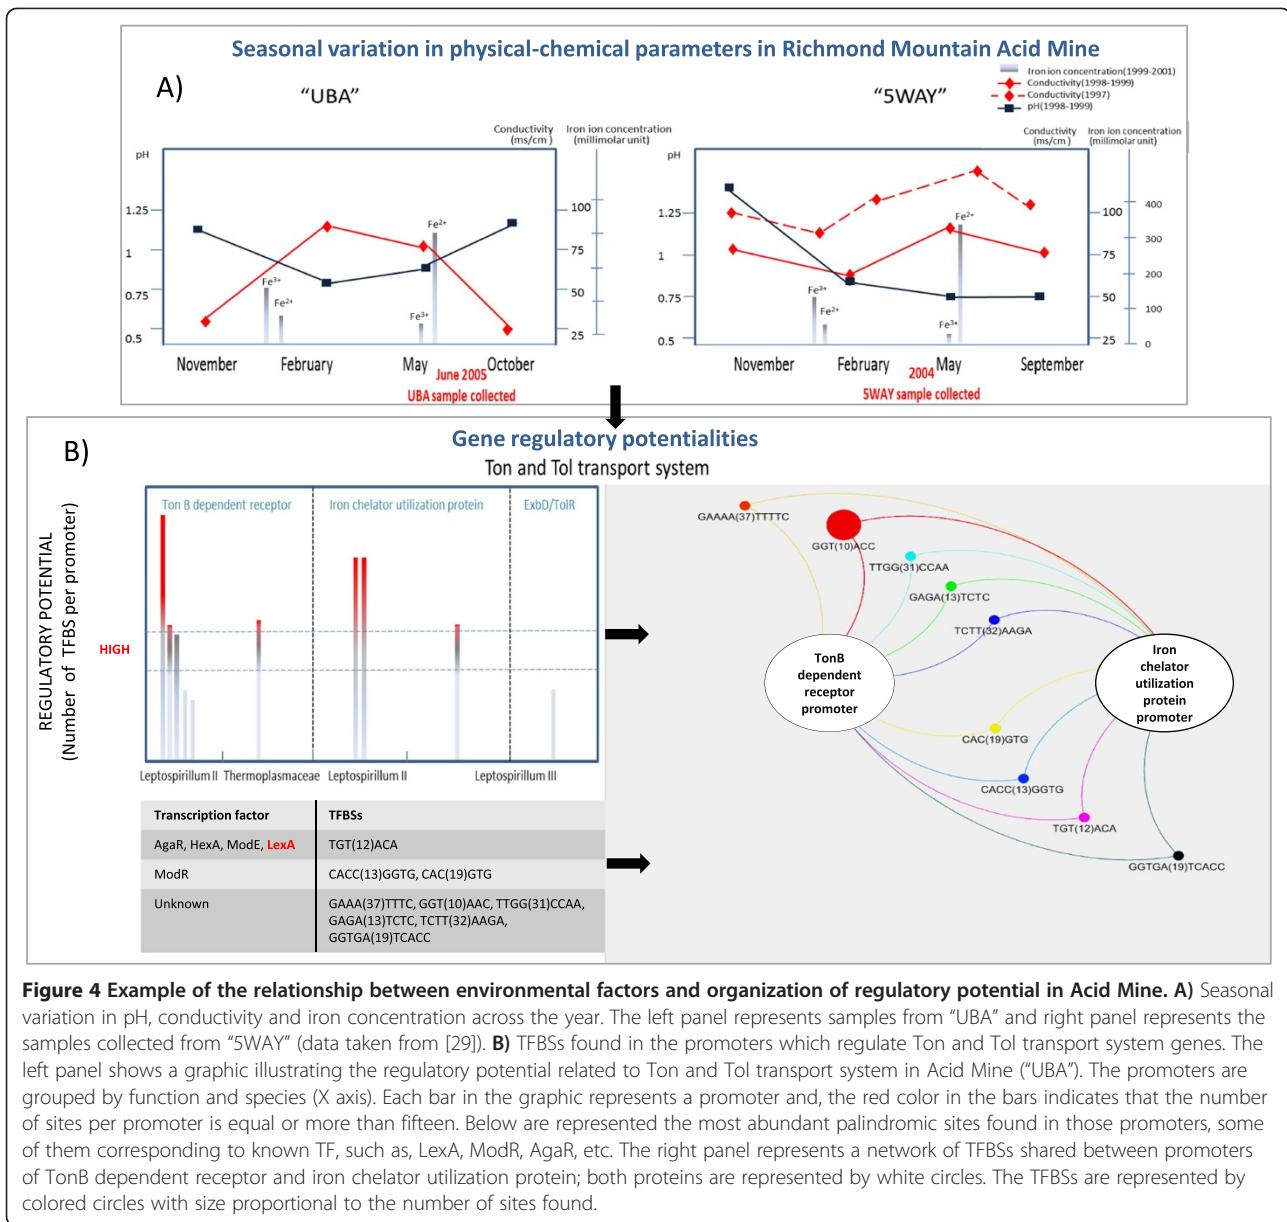 Seasonal variation in physical-chemical parameters in Richmond Mountain Acid Mine
A)
"UBA"
"5WAY"
Iron ion concentration(1999-2001)
Conductivity(1998-1999)
Conductivity(1997)
pH(1998-1999)
pH
Conductivity
(ms/cm )
Iron ion concentration
(millimolar unit)
1.25
1
0.75
0.5
100
75
50
25
Fe3+
Fe2+
Fe3+
Fe2+
November
February
May
October
June 2005
UBA sample collected
pH
Conductivity
(ms/cm )
Iron ion concentration
(millimolar unit)
1.25
1
0.75
0.5
100
75
50
25
400
300
200
100
0
Fe3+
Fe2+
Fe3+
Fe2+
November
February
May
September
2004
5WAY sample collected
B)
Gene regulatory potentialities
Ton and Tol transport system
REGULATORY POTENTIAL
(Number of TFBS per promoter)
HIGH
Ton B dependent receptor
Iron chelator utilization protein
ExbD/TolR
Leptospirillum II
Thermoplasmaceae
Leptospirillum II
Leptospirillum III
Transcription factor
TFBSs
AgaR, HexA, ModE, LexA
TGT(12)ACA
ModR
CACC(13)GGTG, CAC(19)GTG
Unknown
GAAA(37)TTTC, GGT(10)AAC, TTGG(31)CCAA,
GAGA(13)TCTC, TCTT(32)AAGA,
GGTGA(19)TCACC
GAAAA(37)TTTTC
GGT(10)ACC
TTGG(31)CCAA
GAGA(13)TCTC
TCTT(32)AAGA
TonB
dependent
receptor
promoter
Iron
chelator
utilization
protein
promoter
CAC(19)GTG
CACC(13)GGTG
TGT(12)ACA
GGTGA(19)TCACC
Figure 4 Example of the relationship between environmental factors and organization of regulatory potential in Acid Mine. A) Seasonal
variation in pH, conductivity and iron concentration across the year. The left panel represents samples from "UBA" and right panel represents the
samples collected from "5WAY" (data taken from [29]). B) TFBSs found in the promoters which regulate Ton and Tol transport system genes. The
left panel shows a graphic illustrating the regulatory potential related to Ton and Tol transport system in Acid Mine ("UBA"). The promoters are
grouped by function and species (X axis). Each bar in the graphic represents a promoter and, the red color in the bars indicates that the number
of sites per promoter is equal or more than fifteen. Below are represented the most abundant palindromic sites found in those promoters, some
of them corresponding to known TF, such as, LexA, ModR, AgaR, etc. The right panel represents a network of TFBSs shared between promoters
of TonB dependent receptor and iron chelator utilization protein; both proteins are represented by white circles. The TFBSs are represented by
colored circles with size proportional to the number of sites found.